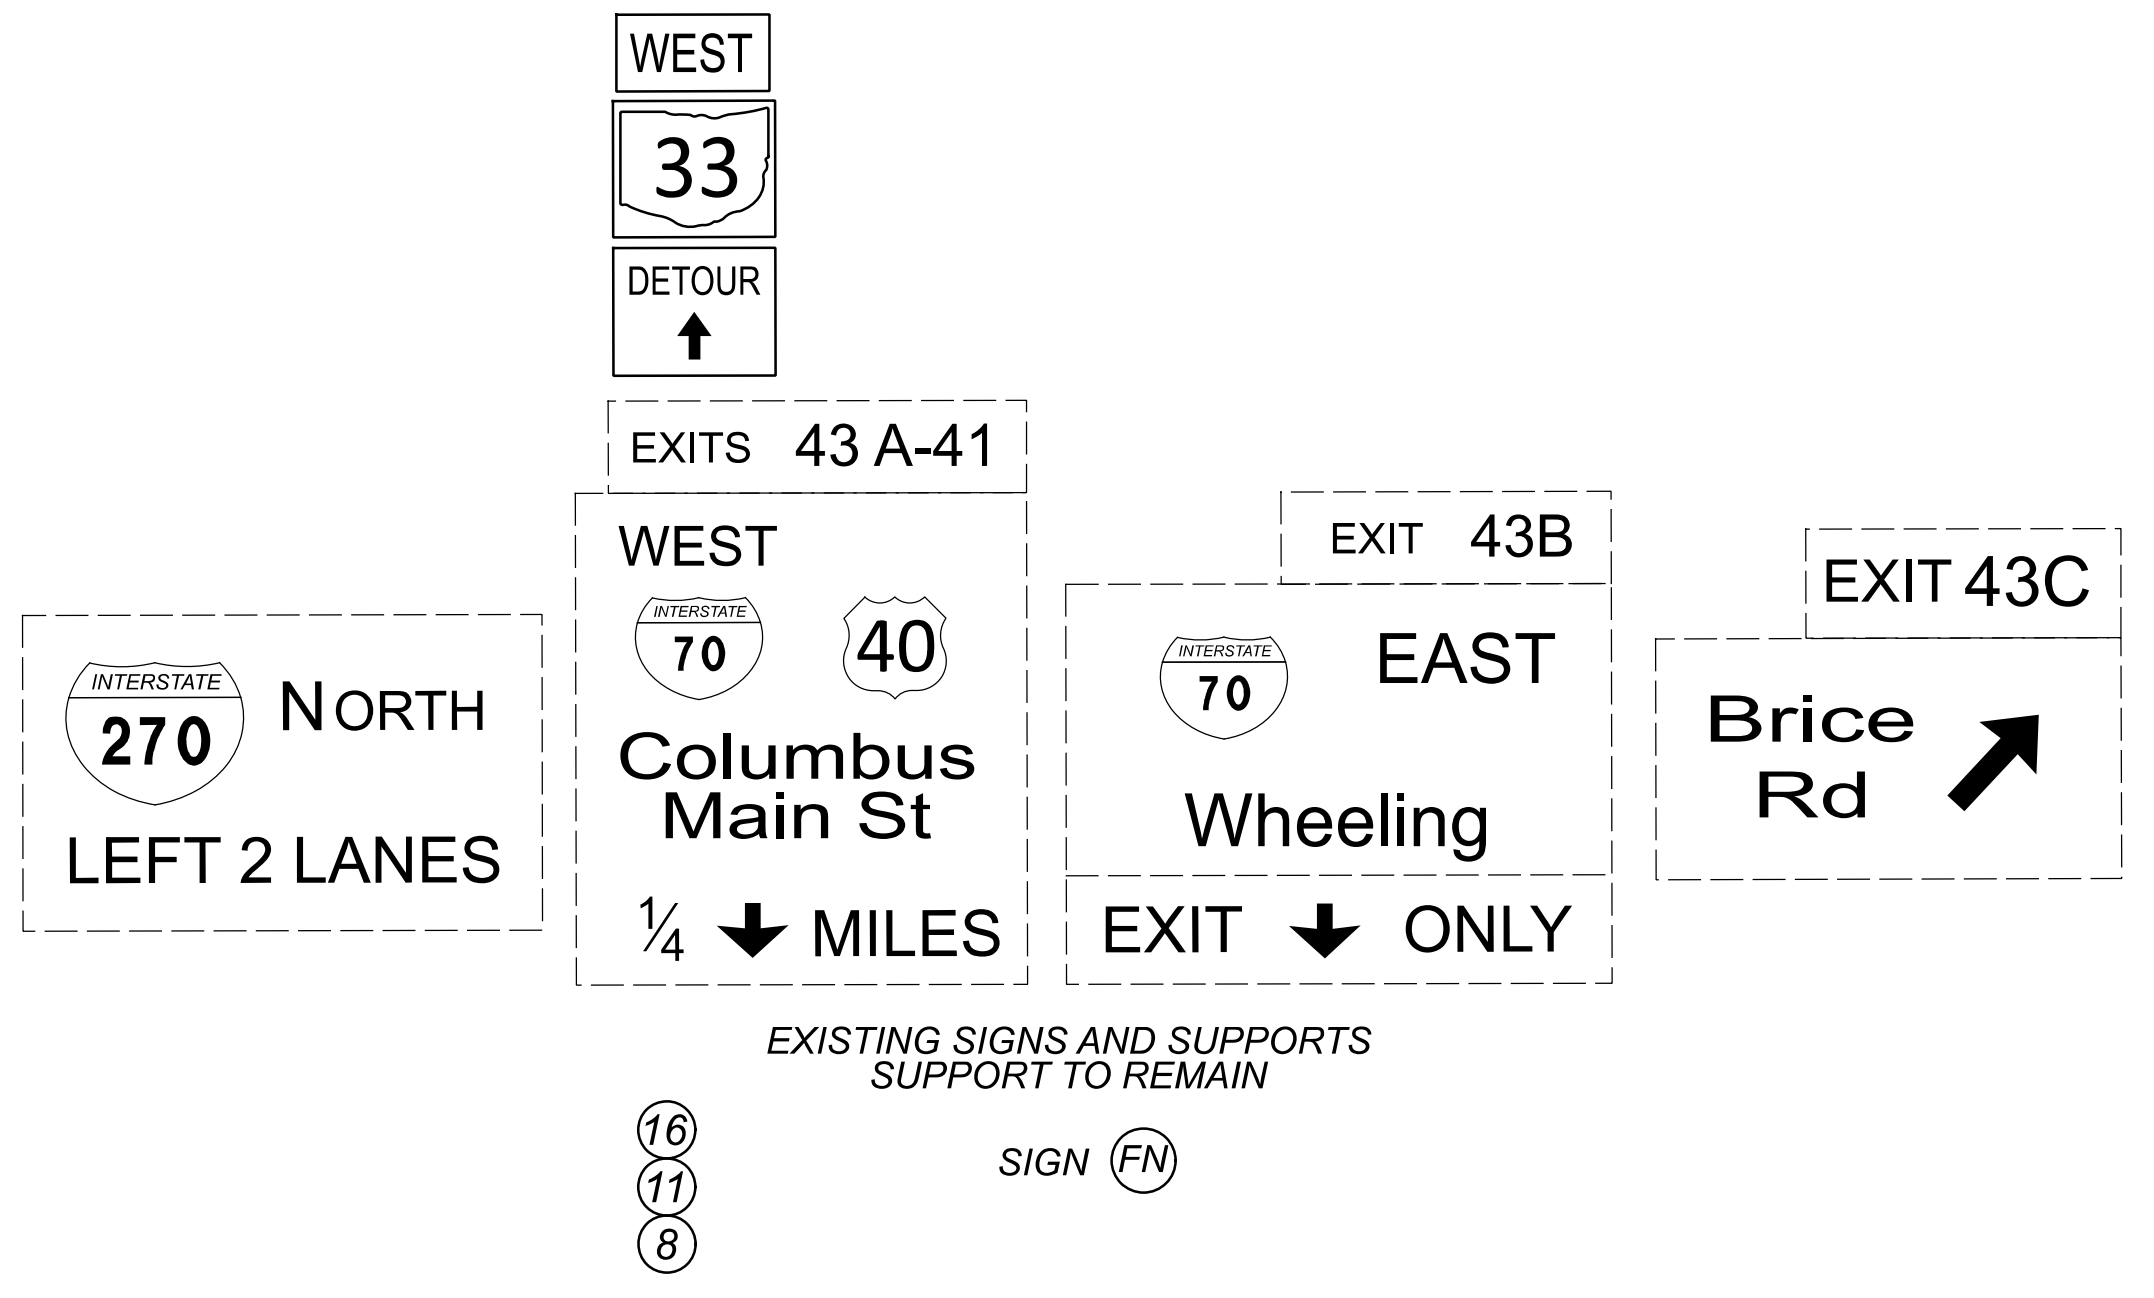 WEST
33
DETOUR
EXITS 43 A-41
WEST
INTERSTATE
70
40
Columbus
Main St
1/4 MILES
EXIT 43B
INTERSTATE
70
EAST
Wheeling
EXIT ONLY
EXIT 43C
Brice
Rd
INTERSTATE
270
NORTH
LEFT 2 LANES
EXISTING SIGNS AND SUPPORTS
SUPPORT TO REMAIN
16
11
8
SIGN FN